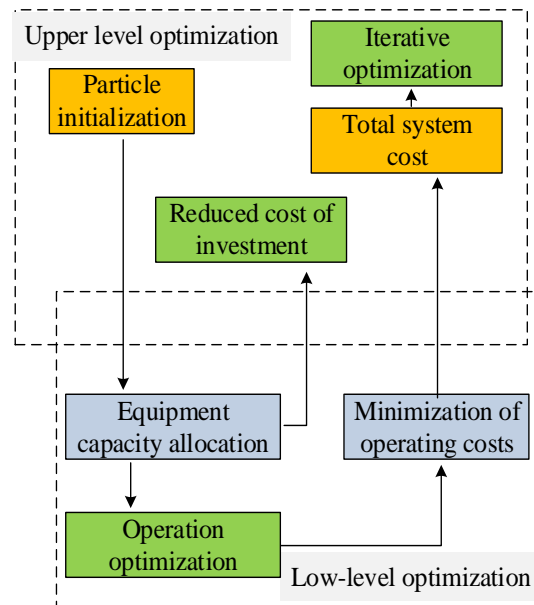 Upper level optimization
Iterative
optimization
Particle
initialization
Total system
cost
Reduced cost of
investment
Equipment
capacity allocation
Minimization of
operating costs
Operation
optimization
Low-level optimization